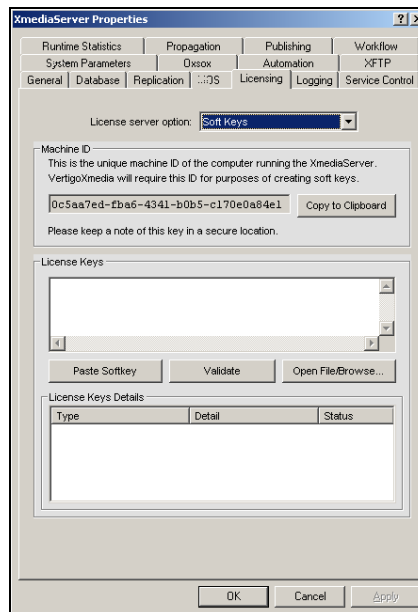 XmediaServer Properties
Runtime Statistics Propagation Publishing Workflow
System Parameters Oxsox Automation XFTP
General Database Replication Licensing Logging Service Control
License server option: Soft Keys
Machine ID
This is the unique machine ID of the computer running the XmediaServer.
VertigoXmedia will require this ID for purposes of creating soft keys.
0c5aa7ed-fba6-4341-b0b5-c170e0a84e1 Copy to Clipboard
Please keep a note of this key in a secure location.
License Keys
Paste Softkey Validate Open File/Browse...
License Keys Details
Type Detail Status
OK Cancel Apply